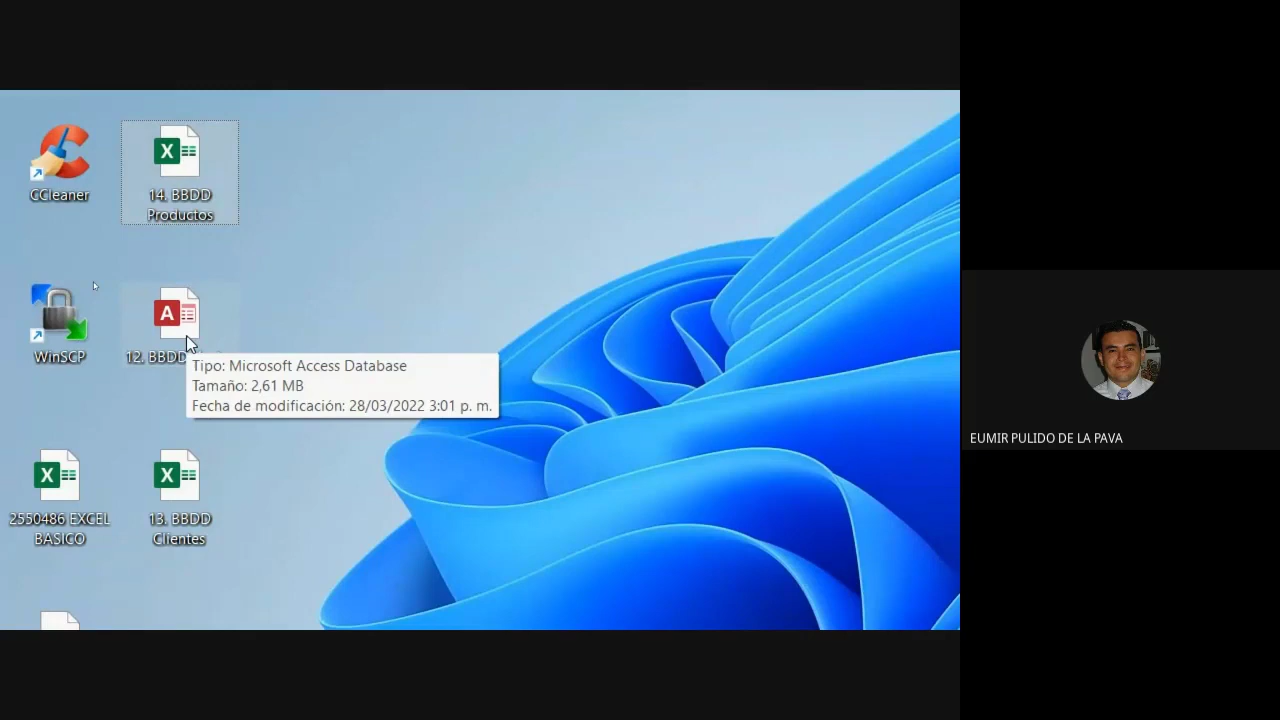 CCleaner
14. BBDD
Productos
WinSCP
12. BBDD
Tipo: Microsoft Access Database
Tamaño: 2,61 MB
Fecha de modificación: 28/03/2022 3:01 p. m.
2550486 EXCEL
BASICO
13. BBDD
Clientes
EUMIR PULIDO DE LA PAVA